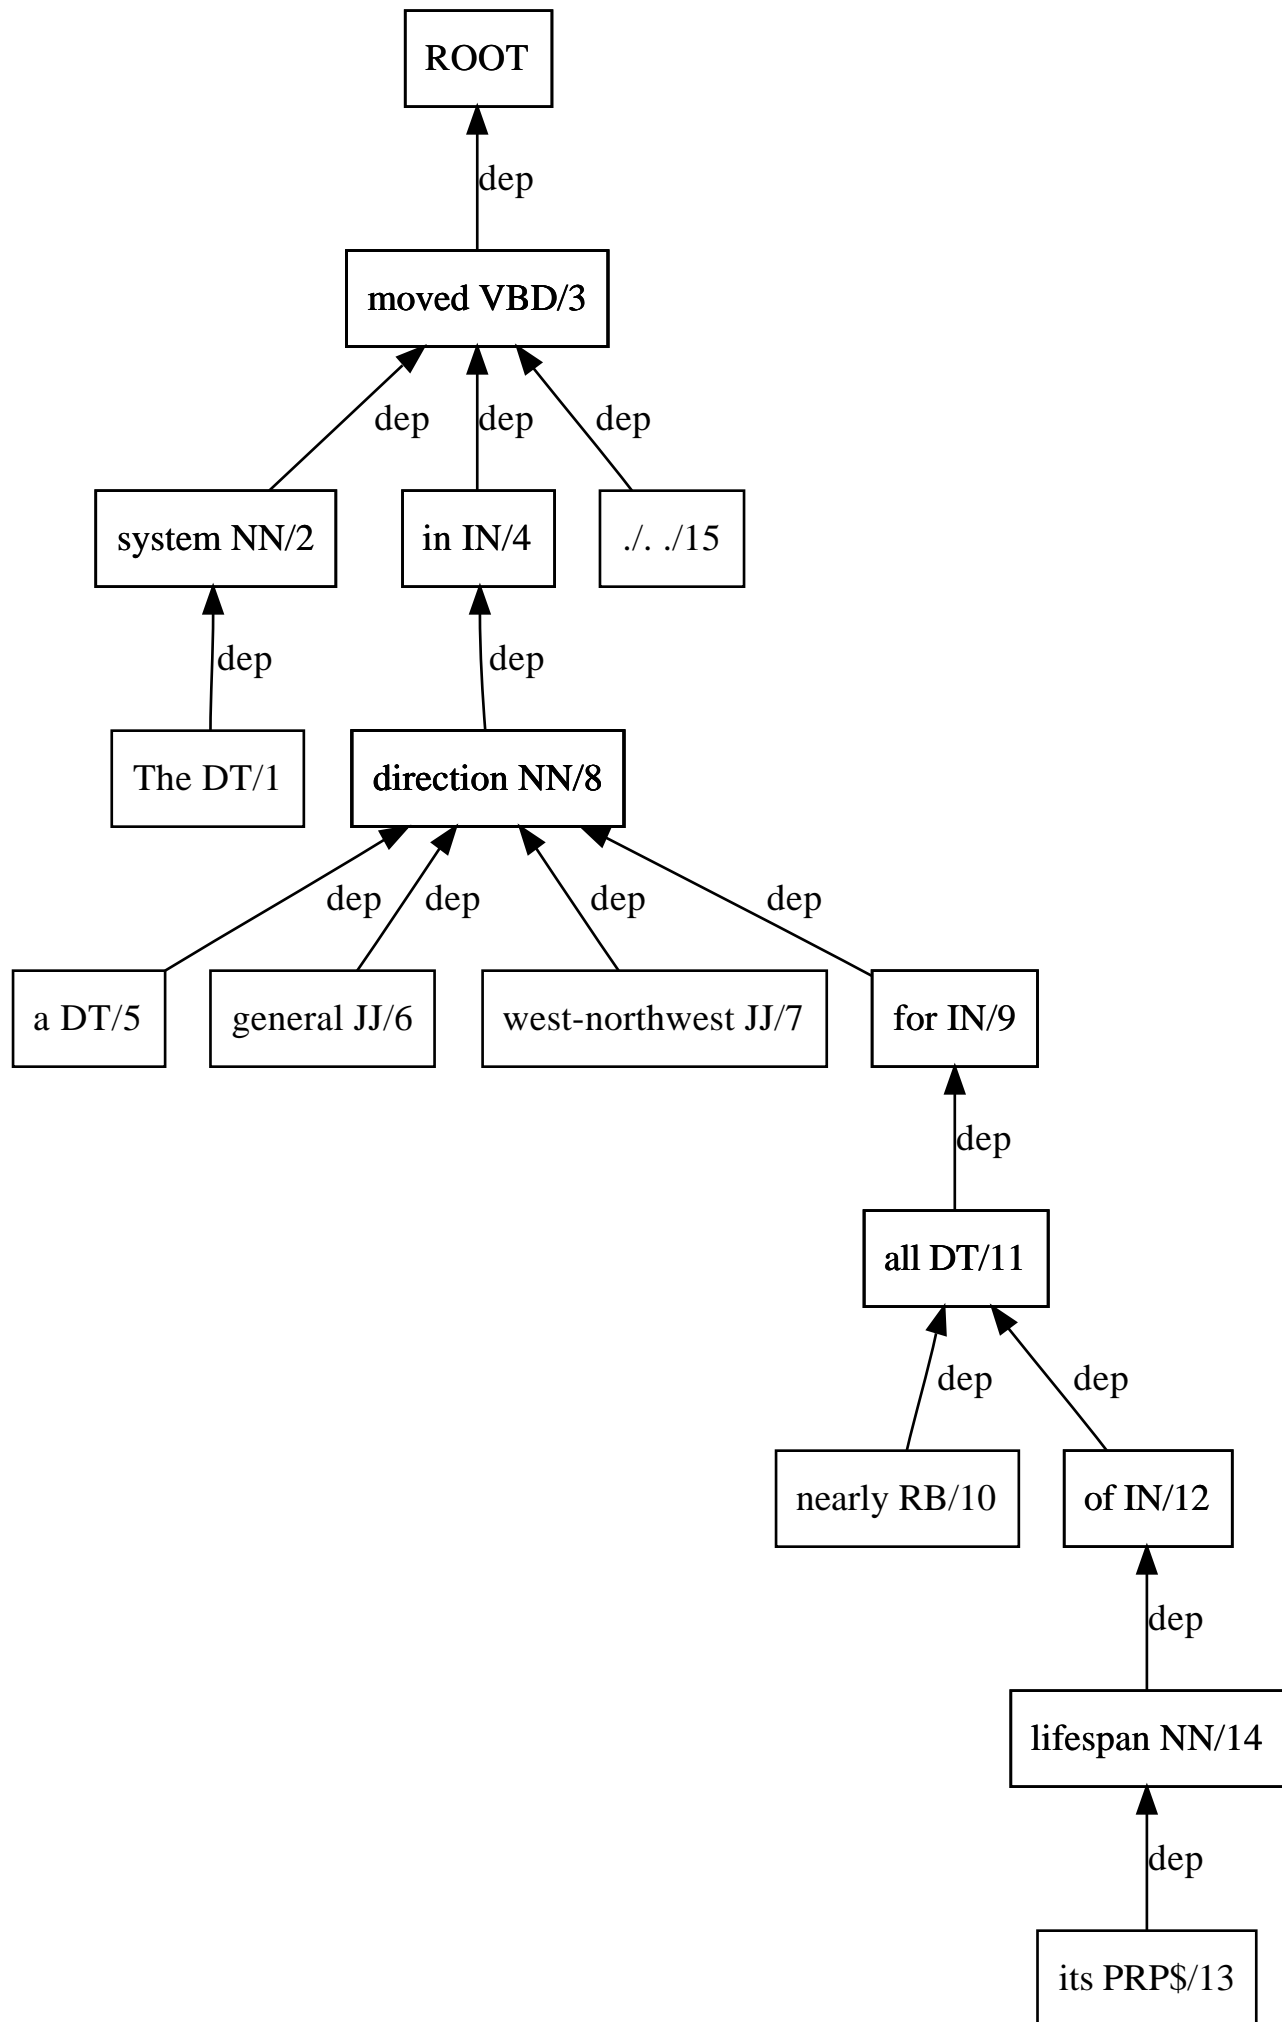 ROOT
dep
moved VBD/3
dep dep dep
system NN/2 in IN/4 ./. ./15
dep dep
The DT/1 direction NN/8
dep dep dep dep
a DT/5 general JJ/6 west-northwest JJ/7 for IN/9
dep
all DT/11
dep dep
nearly RB/10 of IN/12
dep
lifespan NN/14
dep
its PRP$/13